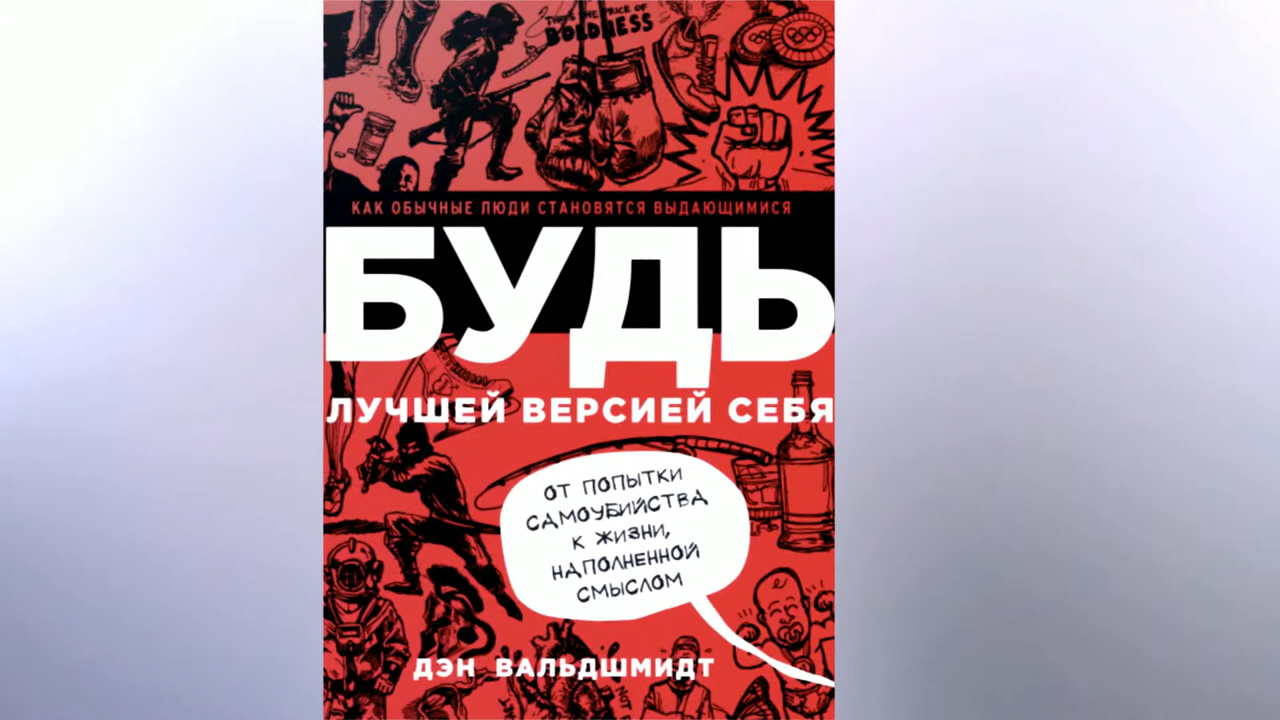 THE PRICE OF
BOLDNESS
КАК ОБЫЧНЫЕ ЛЮДИ СТАНОВЯТСЯ ВЫДАЮЩИМИСЯ
БУДЬ
ЛУЧШЕЙ ВЕРСИЕЙ СЕБЯ
ОТ ПОПЫТКИ
САМОУБИЙСТВА
К ЖИЗНИ,
НАПОЛНЕННОЙ
СМЫСЛОМ
ДЭН ВАЛЬДШМИДТ
NOT